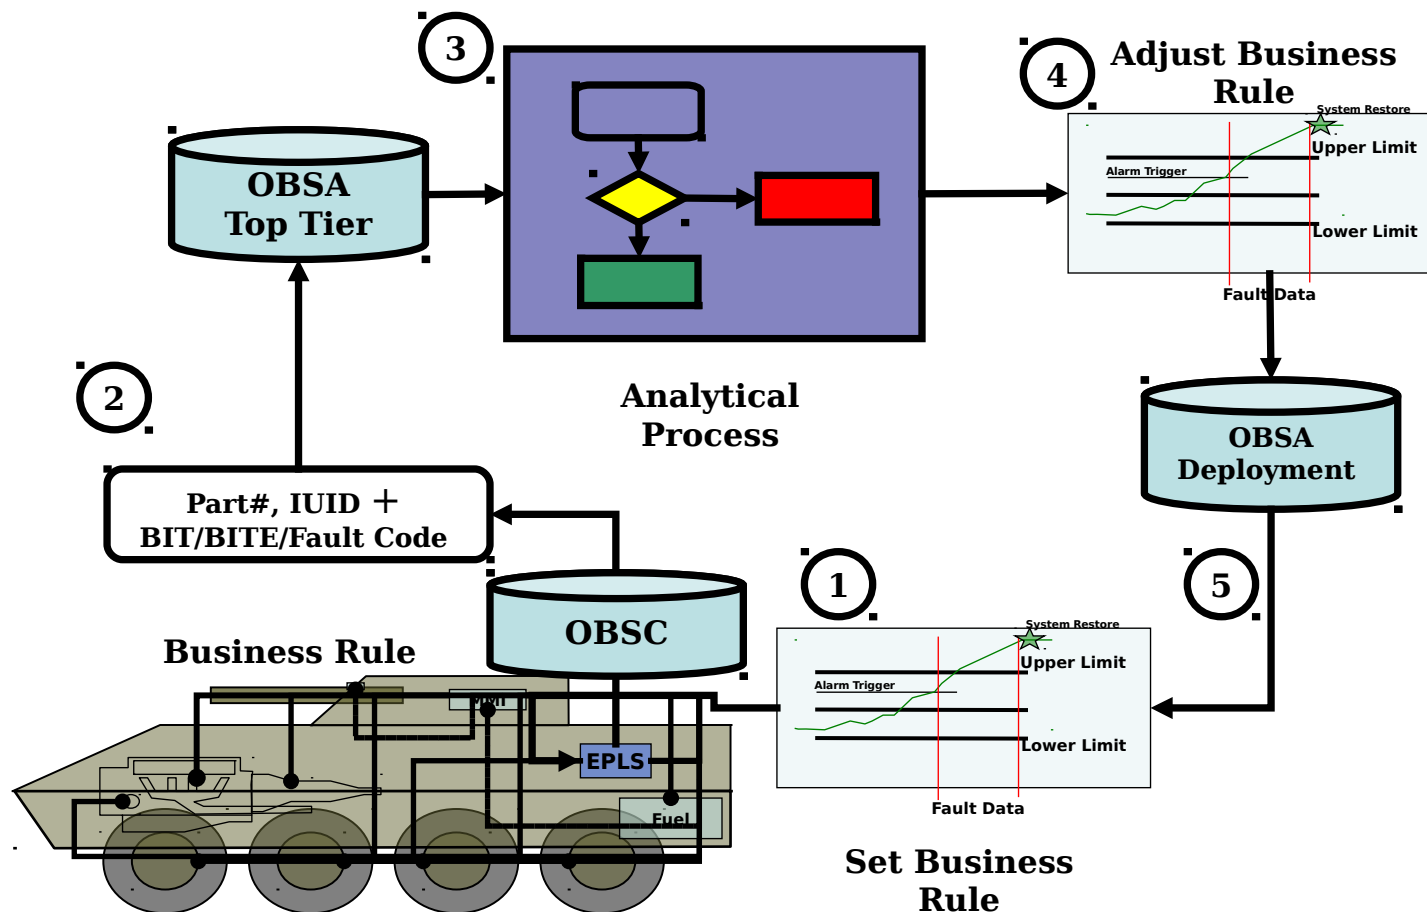 3
4
Adjust Business
Rule
System Restore
Upper Limit
Alarm Trigger
Lower Limit
Fault Data
OBSA
Top Tier
Analytical
Process
2
OBSA
Deployment
Part#, IUID +
BIT/BITE/Fault Code
1
5
OBSC
Business Rule
System Restore
Upper Limit
Alarm Trigger
Lower Limit
Fault Data
MMI
EPLS
Fuel
Set Business
Rule